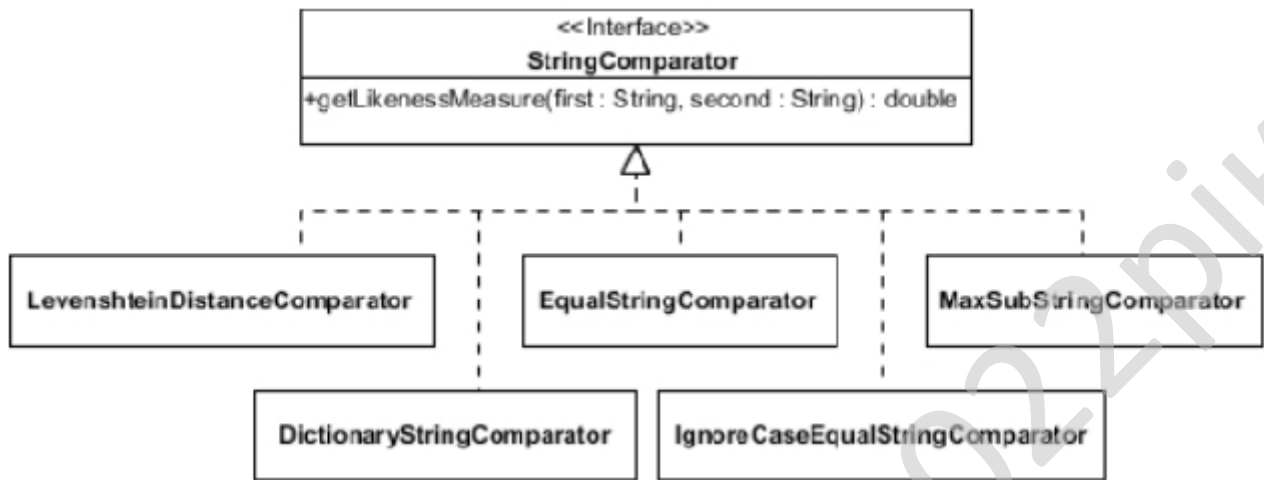 <<Interface>>
StringComparator
+getLikenessMeasure(first : String, second : String) : double
LevenshteinDistanceComparator
EqualStringComparator
MaxSubStringComparator
DictionaryStringComparator
IgnoreCaseEqualStringComparator